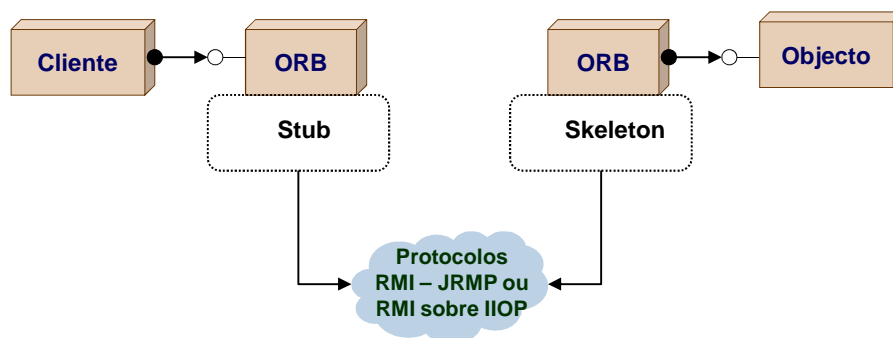 Cliente
ORB
ORB
Objecto
Stub
Skeleton
Protocolos
RMI – JRMP ou
RMI sobre IIOP